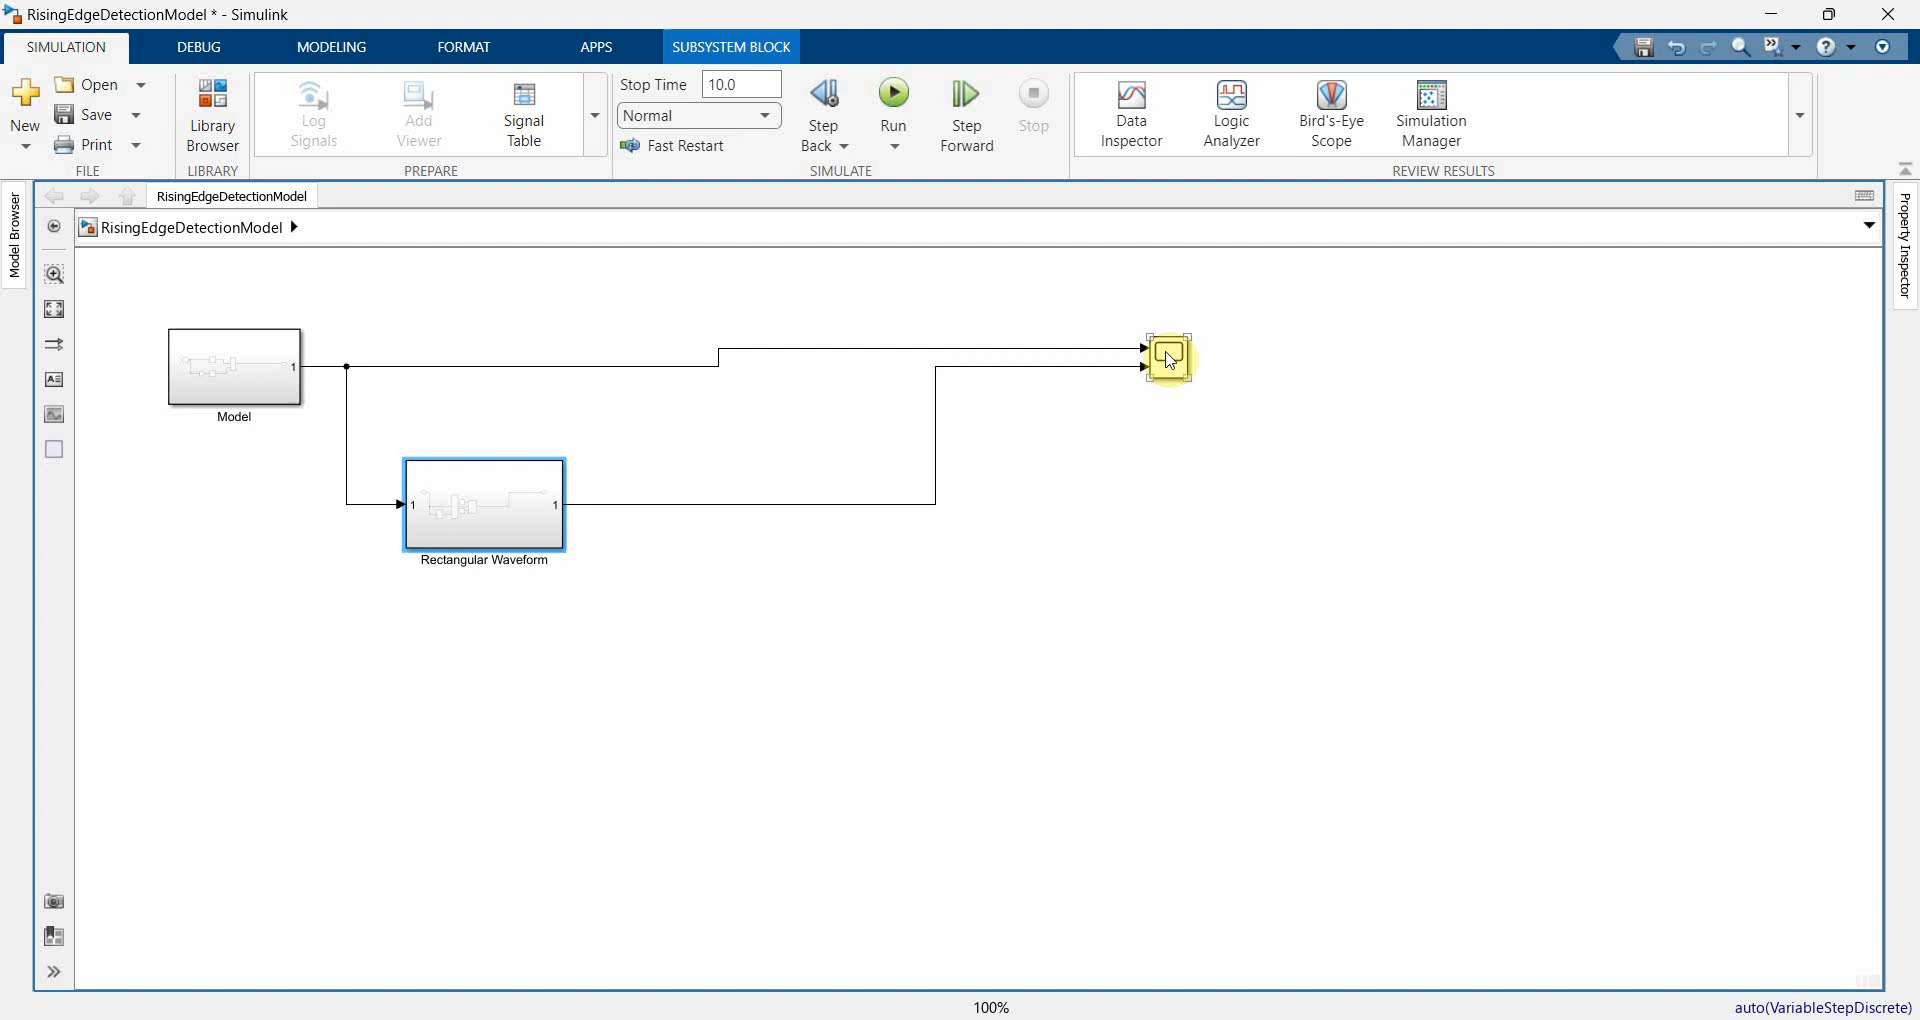 RisingEdgeDetectionModel * - Simulink
SIMULATION DEBUG MODELING FORMAT APPS SUBSYSTEM BLOCK
New
Open
Save
Print
FILE
Library
Browser
LIBRARY
Log
Signals
Add
Viewer
Signal
Table
PREPARE
Stop Time 10.0
Normal
Fast Restart
Step
Back
Run
Step
Forward
Stop
SIMULATE
Data
Inspector
Logic
Analyzer
Bird's-Eye
Scope
Simulation
Manager
REVIEW RESULTS
Model Browser
RisingEdgeDetectionModel
RisingEdgeDetectionModel
Property Inspector
1
Model
1 1
Rectangular Waveform
100%
auto(VariableStepDiscrete)